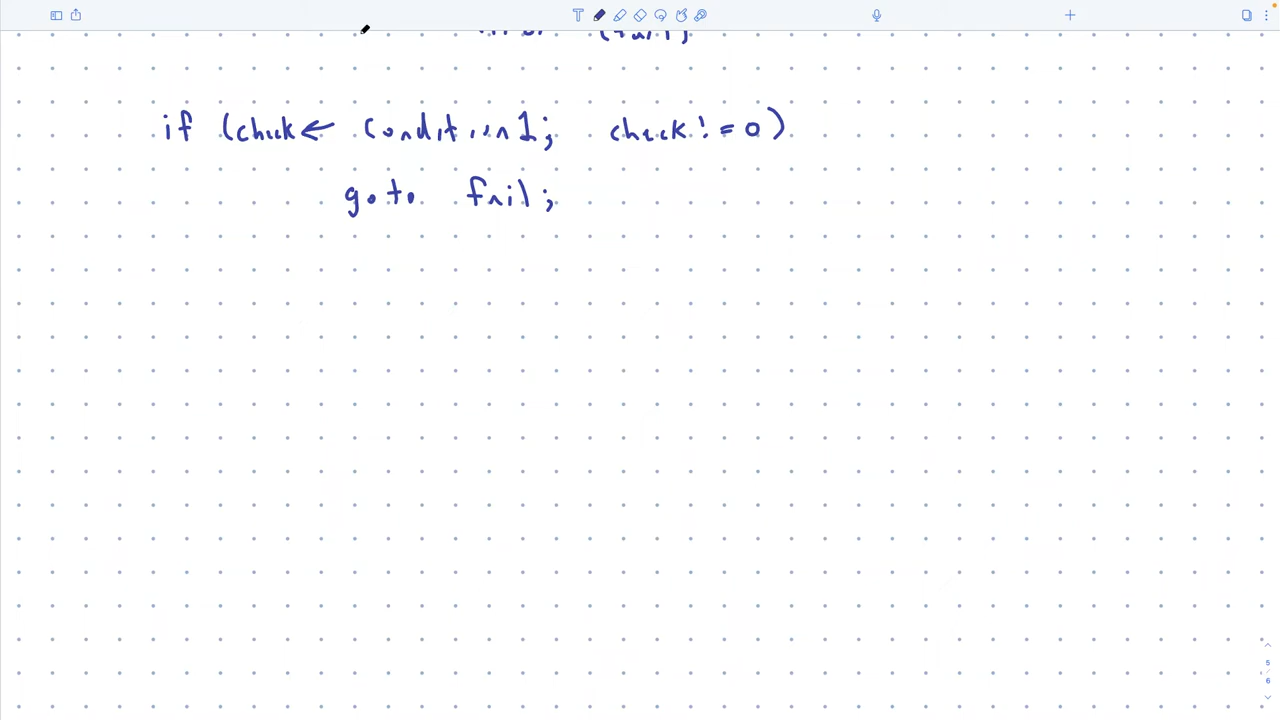 if (check ← condition1; check != 0)
goto fail;